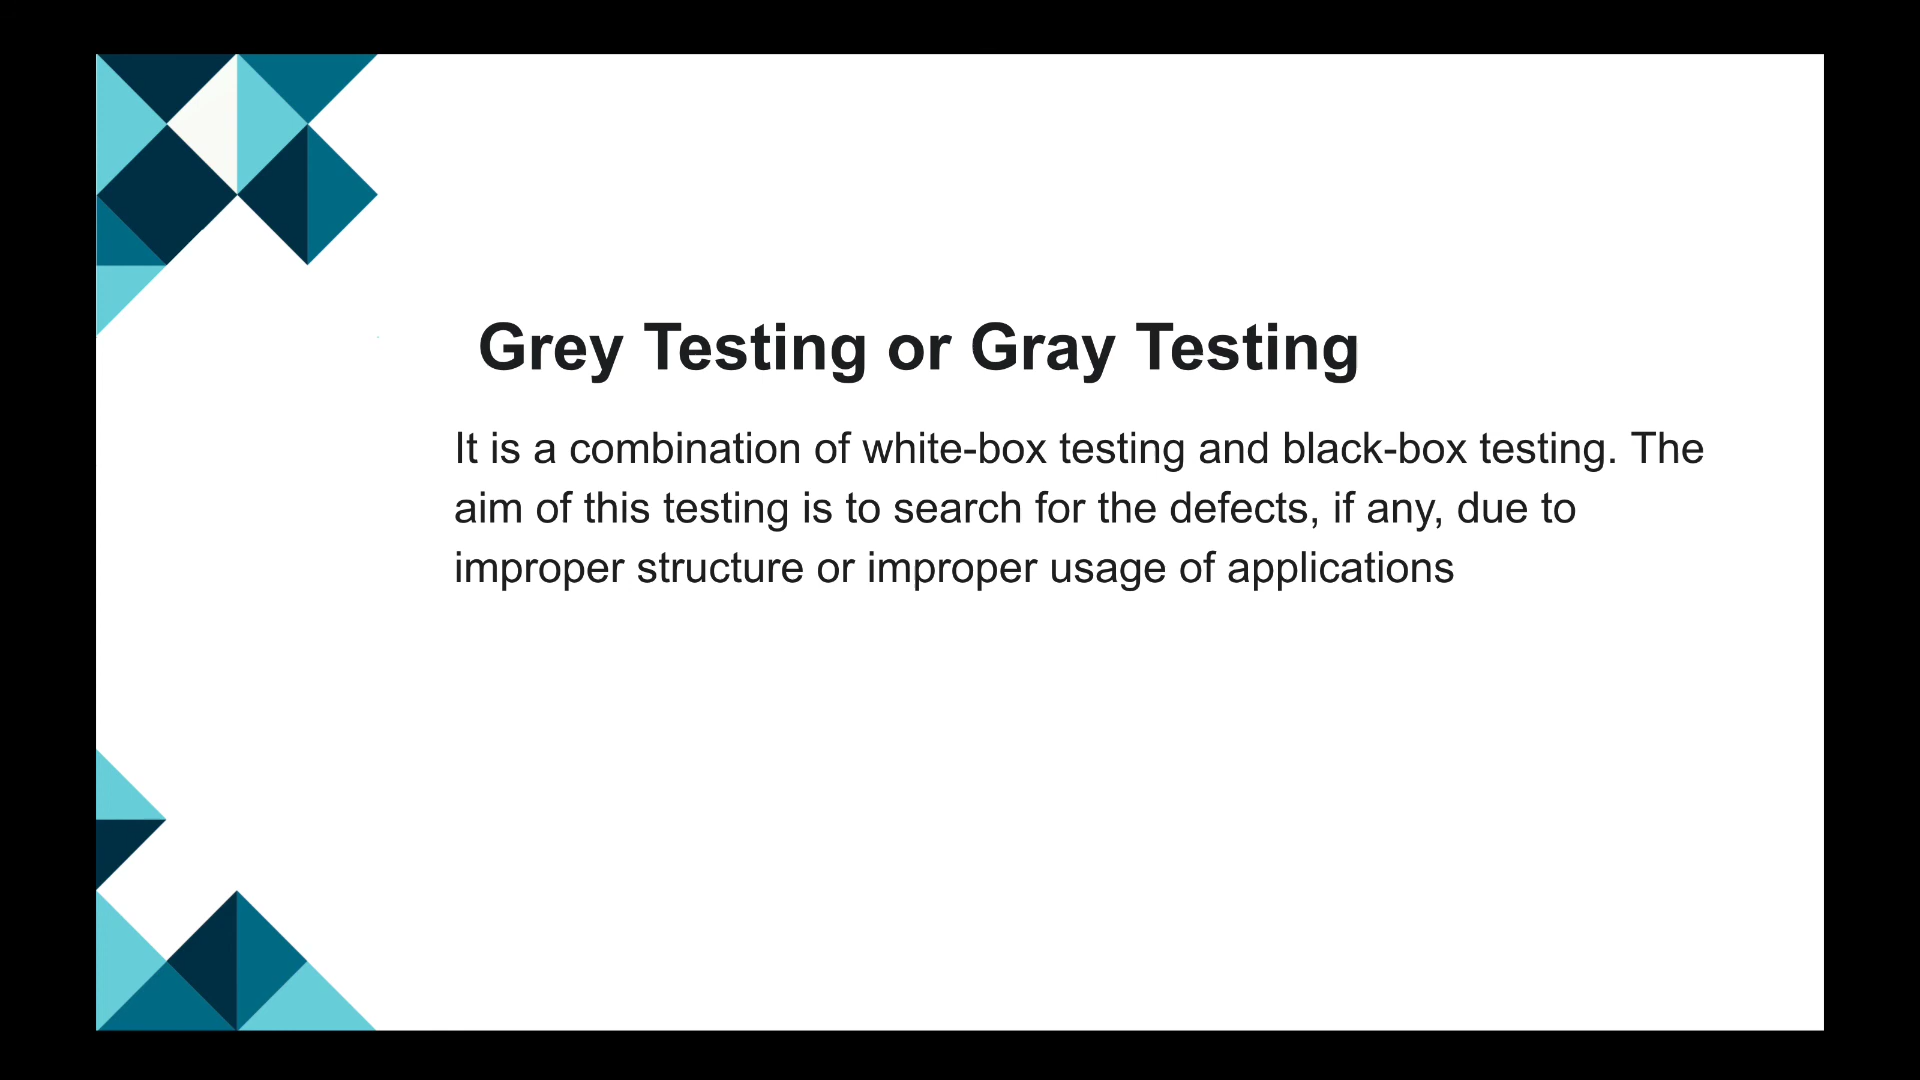 Grey Testing or Gray Testing
It is a combination of white-box testing and black-box testing. The
aim of this testing is to search for the defects, if any, due to
improper structure or improper usage of applications